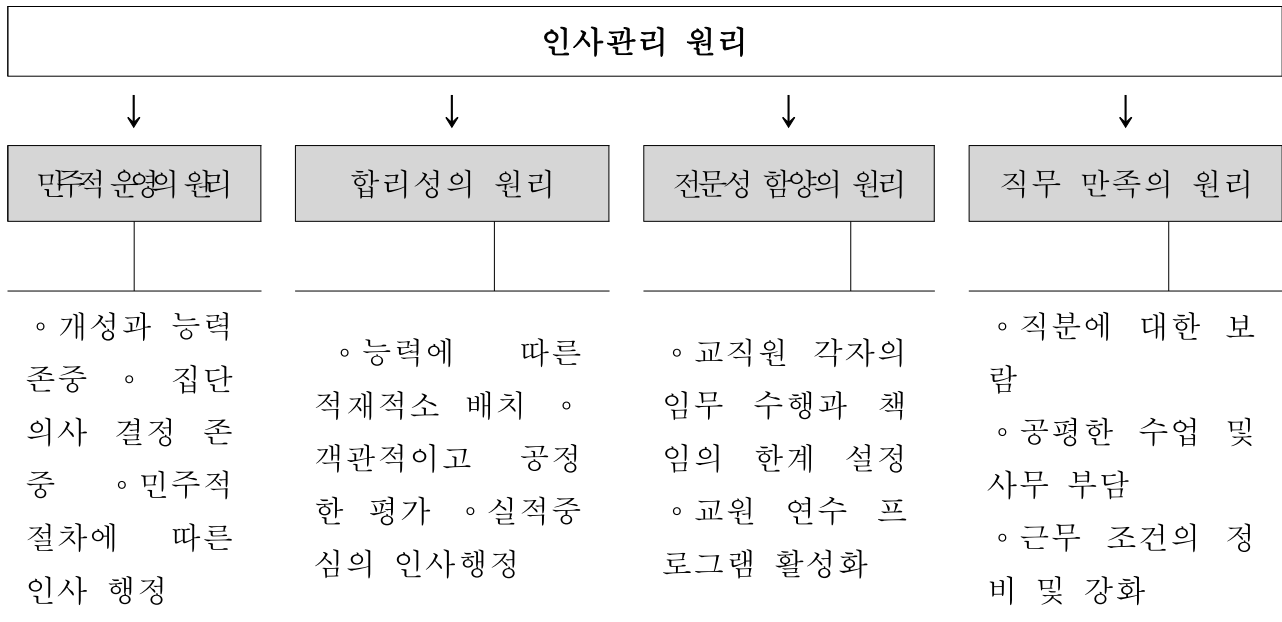 인사관리 원리
민주적 운영의 원리
합리성의 원리
전문성 함양의 원리
직무 만족의 원리
◦개성과 능력
존중 ◦ 집단
의사 결정 존
중 ◦민주적
절차에 따른
인사 행정
◦능력에 따른
적재적소 배치 ◦
객관적이고 공정
한 평가 ◦실적중
심의 인사행정
◦교직원 각자의
임무 수행과 책
임의 한계 설정
◦교원 연수 프
로그램 활성화
◦직분에 대한 보
람
◦공평한 수업 및
사무 부담
◦근무 조건의 정
비 및 강화